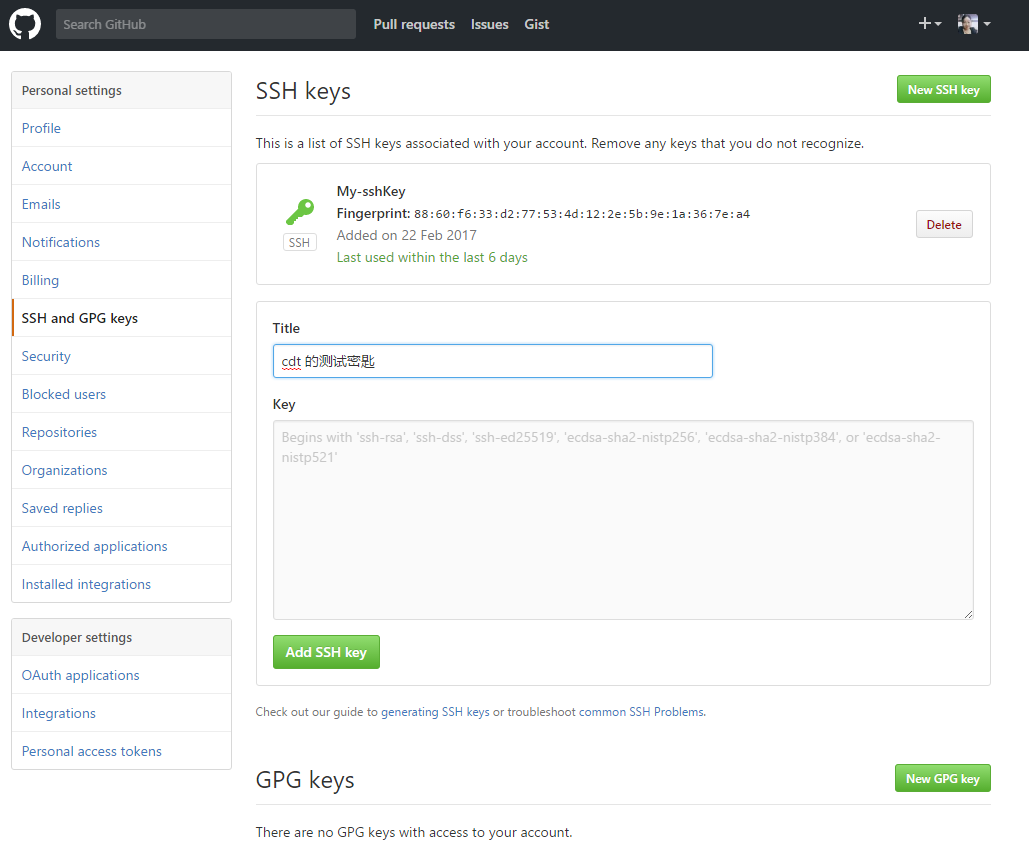 Search GitHub
Pull requests
Issues
Gist
Personal settings
Profile
Account
Emails
Notifications
Billing
SSH and GPG keys
Security
Blocked users
Repositories
Organizations
Saved replies
Authorized applications
Installed integrations
Developer settings
OAuth applications
Integrations
Personal access tokens
SSH keys
New SSH key
This is a list of SSH keys associated with your account. Remove any keys that you do not recognize.
My-sshKey
Fingerprint: 88:60:f6:33:d2:77:53:4d:12:2e:5b:9e:1a:36:7e:a4
SSH
Added on 22 Feb 2017
Last used within the last 6 days
Delete
Title
cdt 的测试密匙
Key
Begins with 'ssh-rsa', 'ssh-dss', 'ssh-ed25519', 'ecdsa-sha2-nistp256', 'ecdsa-sha2-nistp384', or 'ecdsa-sha2-
nistp521'
Add SSH key
Check out our guide to generating SSH keys or troubleshoot common SSH Problems.
GPG keys
New GPG key
There are no GPG keys with access to your account.